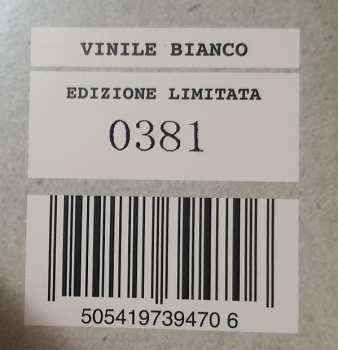 VINILE BIANCO
EDIZIONE LIMITATA
0381
505419739470 6